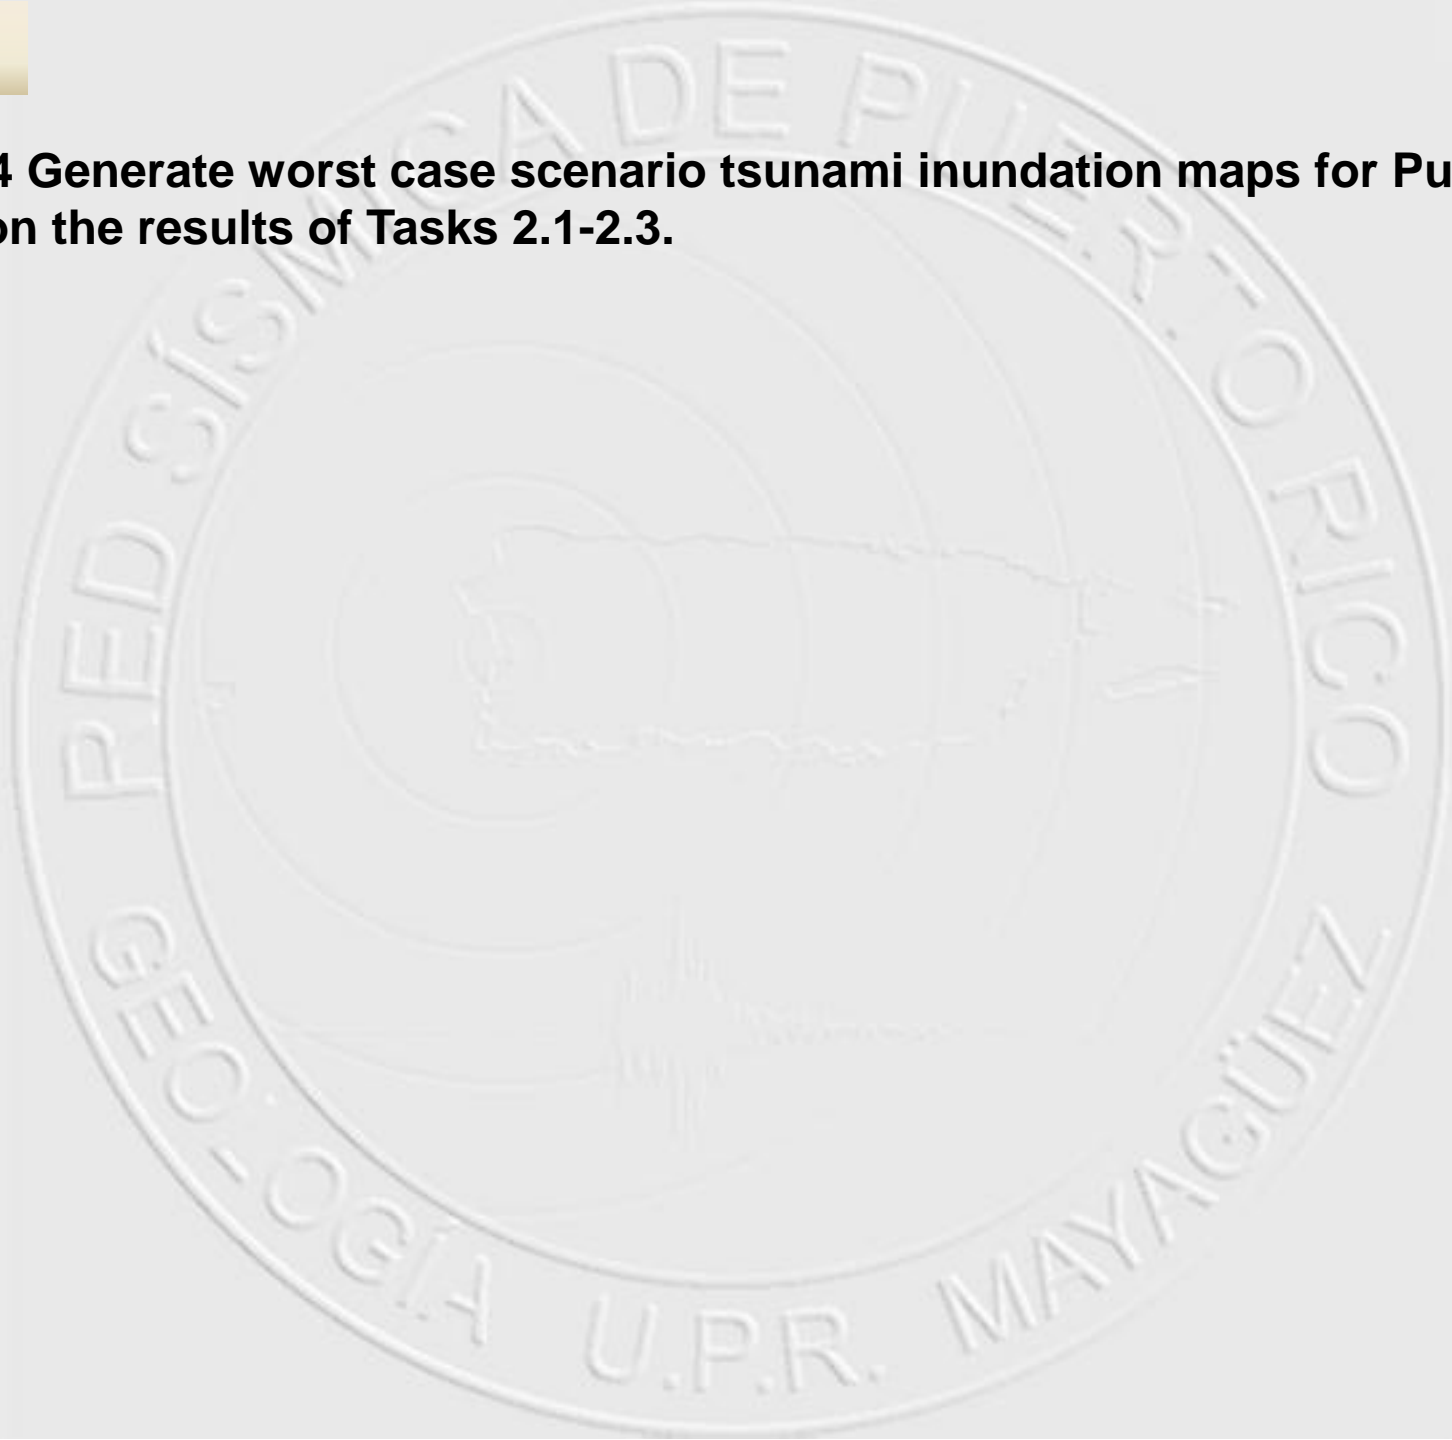 4 Generate worst case scenario tsunami inundation maps for Pu
on the results of Tasks 2.1-2.3.
RED SÍSMICA DE PUERTO RICO
GEOLOGÍA U.P.R. MAYAGÜEZ